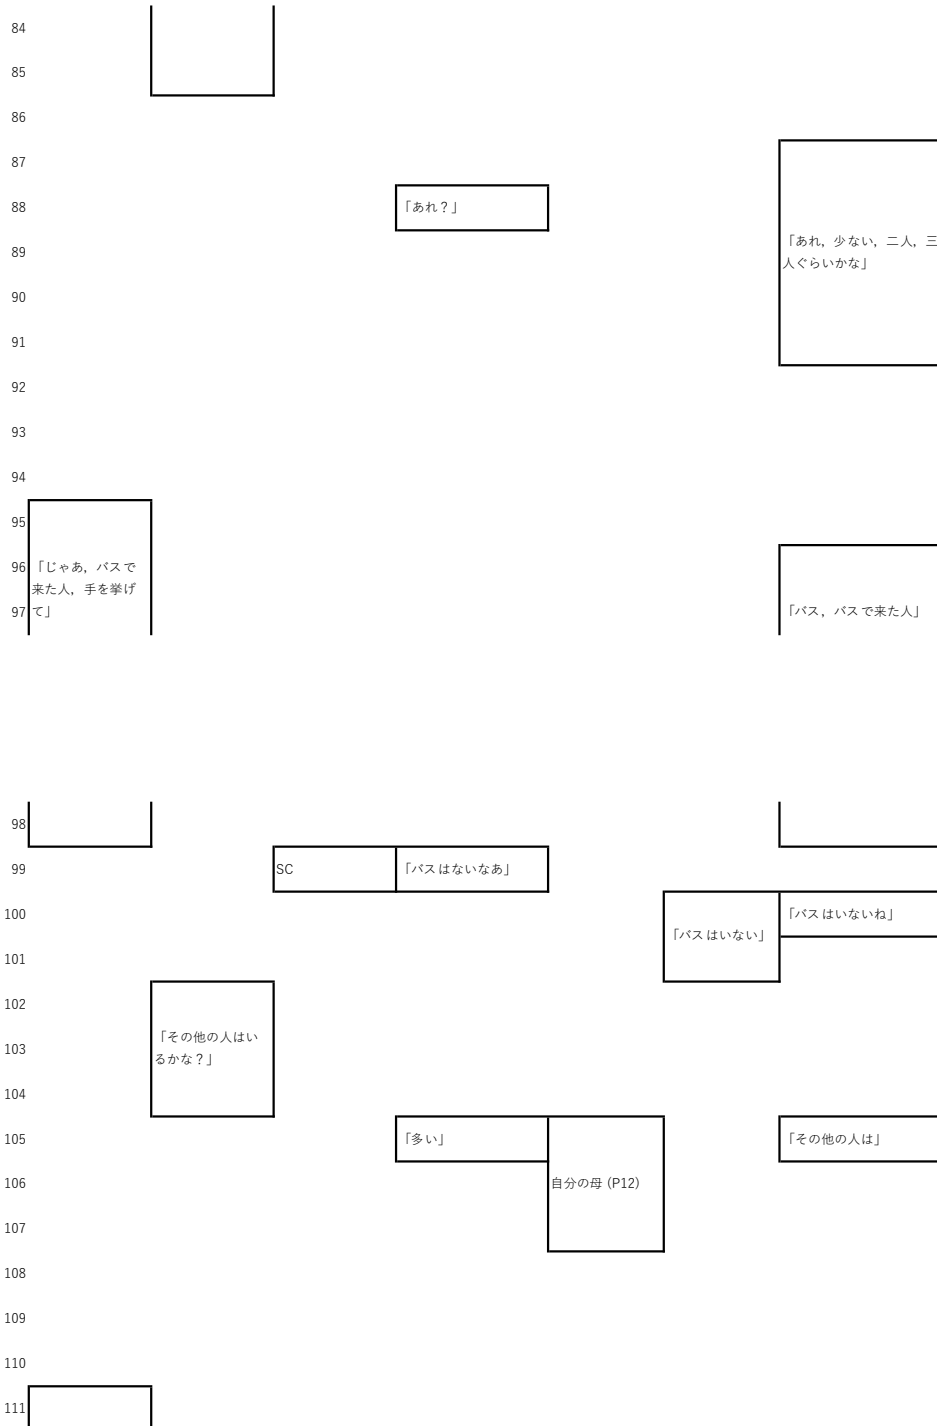 84
85
86
87
88
「あれ？」
89
「あれ，少ない，二人，三
人ぐらいかな」
90
91
92
93
94
95
96
「じゃあ，バスで
来た人，手を挙げ
97
て」
「バス，バスで来た人」
98
99
SC
「バスはないなあ」
100
「バスはいないね」
「バスはいない」
101
102
103
「その他の人はい
るかな？」
104
105
「多い」
「その他の人は」
106
自分の母 (P12)
107
108
109
110
111